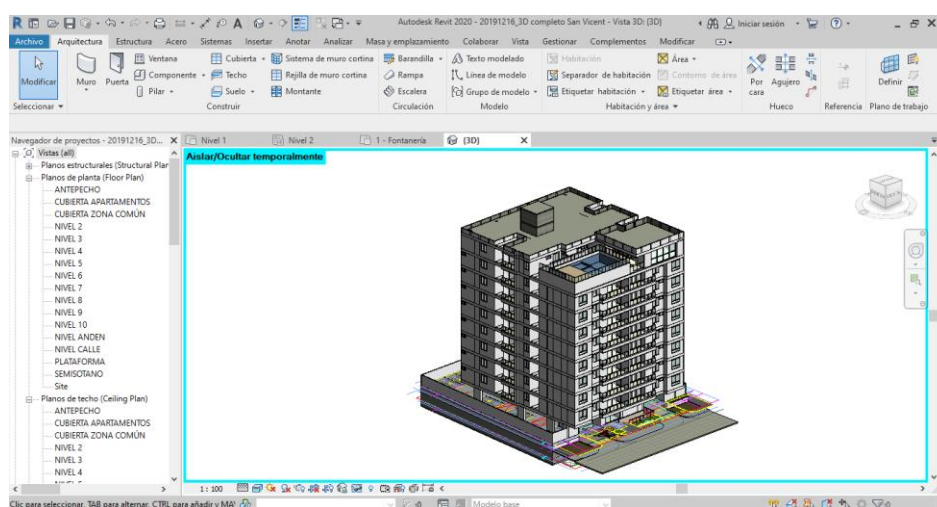 Autodesk Revit 2020 - 20191216_3D completo San Vicent - Vista 3D: {3D}
Iniciar sesión
Archivo Arquitectura Estructura Acero Sistemas Insertar Anotar Analizar Masa y emplazamiento Colaborar Vista Gestionar Complementos Modificar
Modificar
Muro
Puerta
Ventana
Componente
Pilar
Cubierta
Techo
Suelo
Sistema de muro cortina
Rejilla de muro cortina
Montante
Barandilla
Rampa
Escalera
Texto modelado
Línea de modelo
Grupo de modelo
Habitación
Separador de habitación
Etiquetar habitación
Área
Contorno de área
Etiquetar área
Por cara
Agujero
Definir
Seleccionar Construir Circulación Modelo Habitación y área Hueco Referencia Plano de trabajo
Navegador de proyectos - 20191216_3D...
Nivel 1 Nivel 2 1 - Fontanería {3D}
Aislar/Ocultar temporalmente
Vistas (all)
Planos estructurales (Structural Plan
Planos de planta (Floor Plan)
ANTEPECHO
CUBIERTA APARTAMENTOS
CUBIERTA ZONA COMÚN
NIVEL 2
NIVEL 3
NIVEL 4
NIVEL 5
NIVEL 6
NIVEL 7
NIVEL 8
NIVEL 9
NIVEL 10
NIVEL ANDEN
NIVEL CALLE
PLATAFORMA
SEMISOTANO
Site
Planos de techo (Ceiling Plan)
ANTEPECHO
CUBIERTA APARTAMENTOS
CUBIERTA ZONA COMÚN
NIVEL 2
NIVEL 3
NIVEL 4
1 : 100
Clic para seleccionar, TAB para alternar, CTRL para añadir y MAY
:0
Modelo base
:0